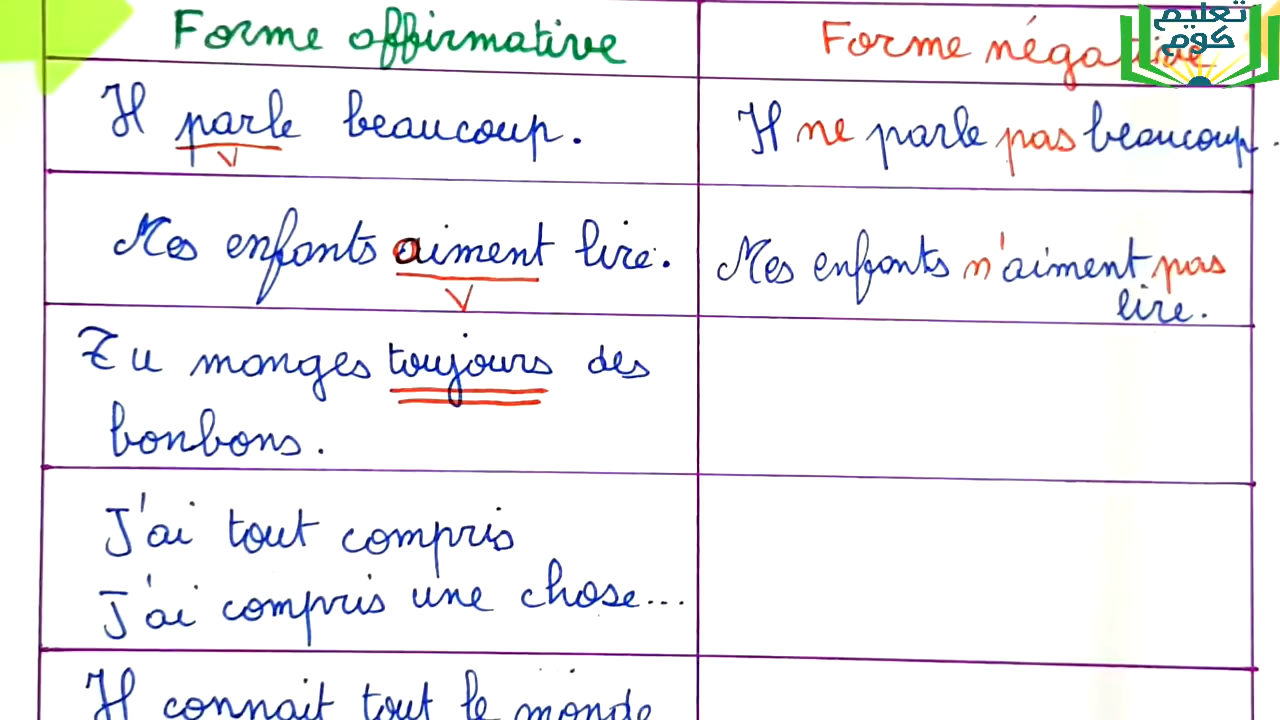 Forme affirmative
Forme négative
تعليم
كوم
Il parle beaucoup.
V
Il ne parle pas beaucoup.
Mes enfants aiment lire.
V
Mes enfants n'aiment pas
lire.
Tu manges toujours des
bonbons.
J'ai tout compris
J'ai compris une chose...
Il connait tout le monde